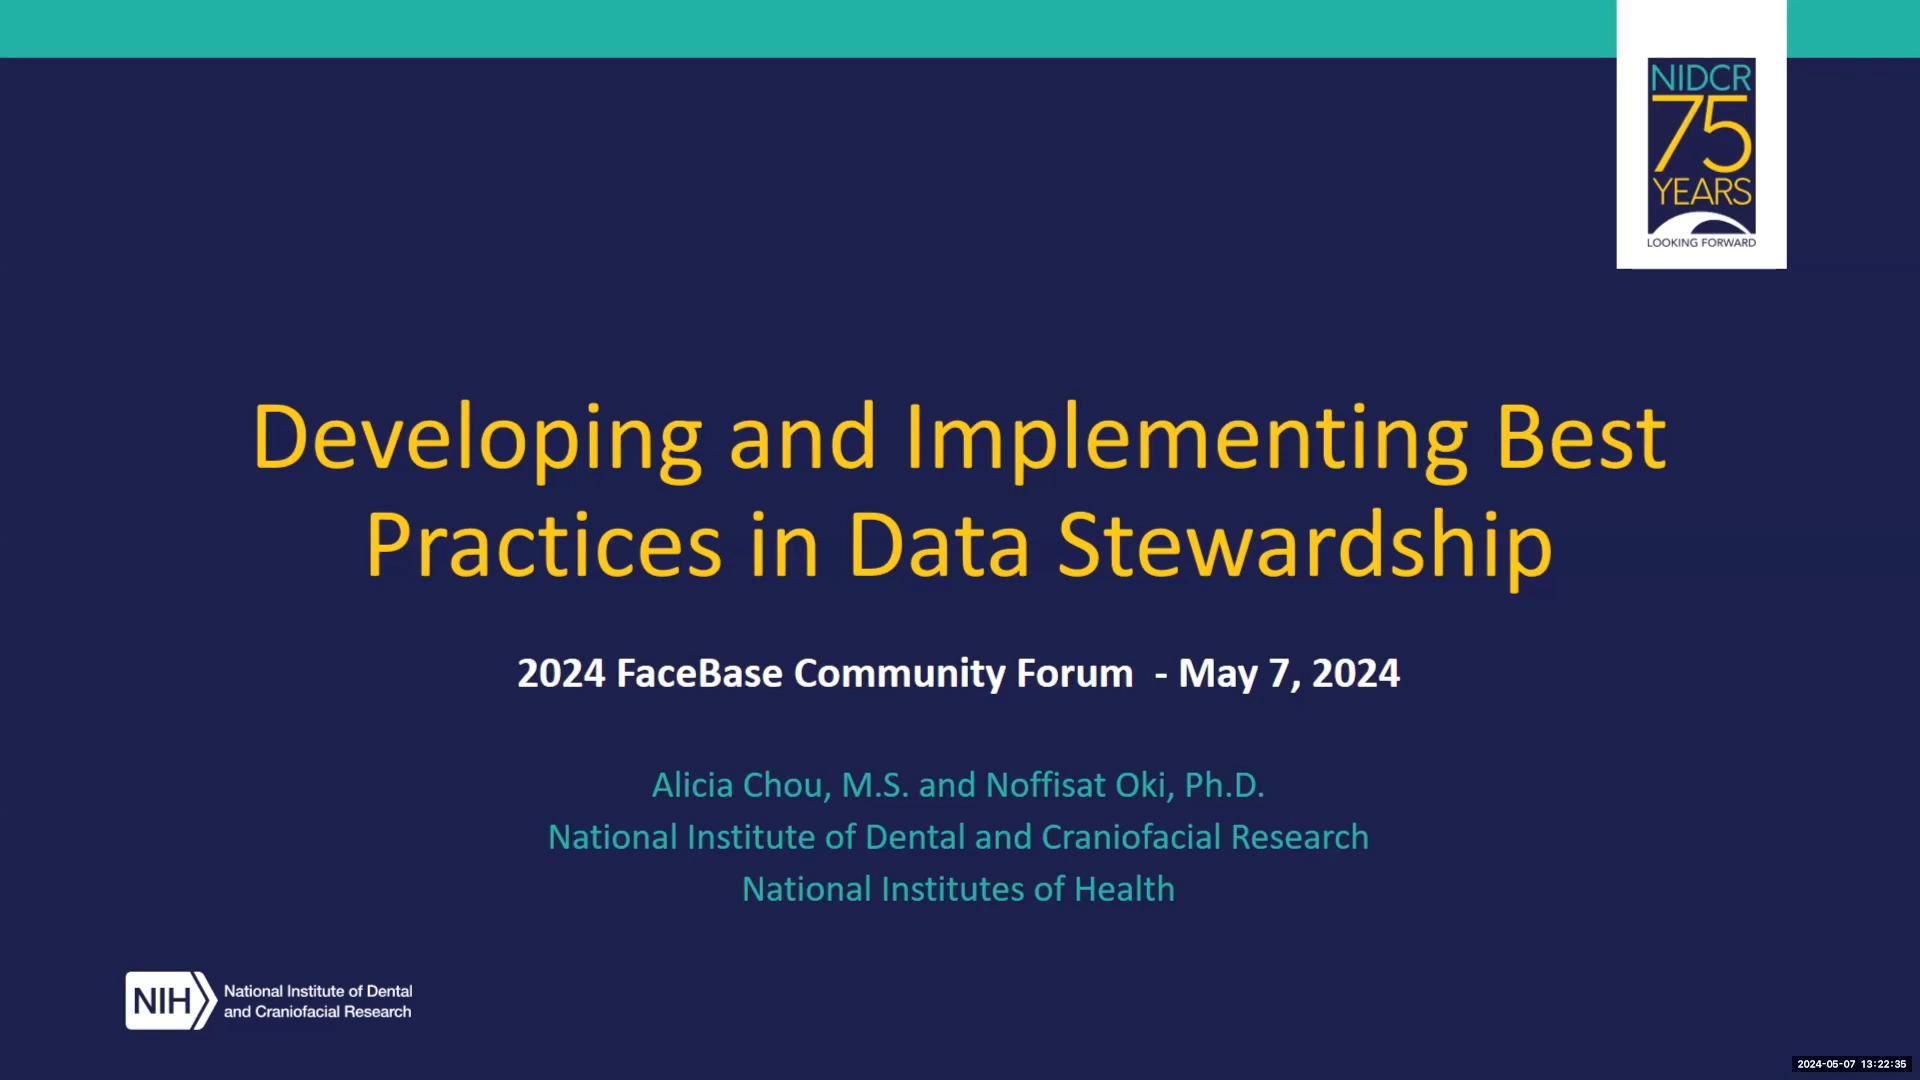 NIDCR
75
YEARS
LOOKING FORWARD
Developing and Implementing Best
Practices in Data Stewardship
2024 FaceBase Community Forum - May 7, 2024
Alicia Chou, M.S. and Noffisat Oki, Ph.D.
National Institute of Dental and Craniofacial Research
National Institutes of Health
NIH
National Institute of Dental
and Craniofacial Research
2024-05-07 13:22:35